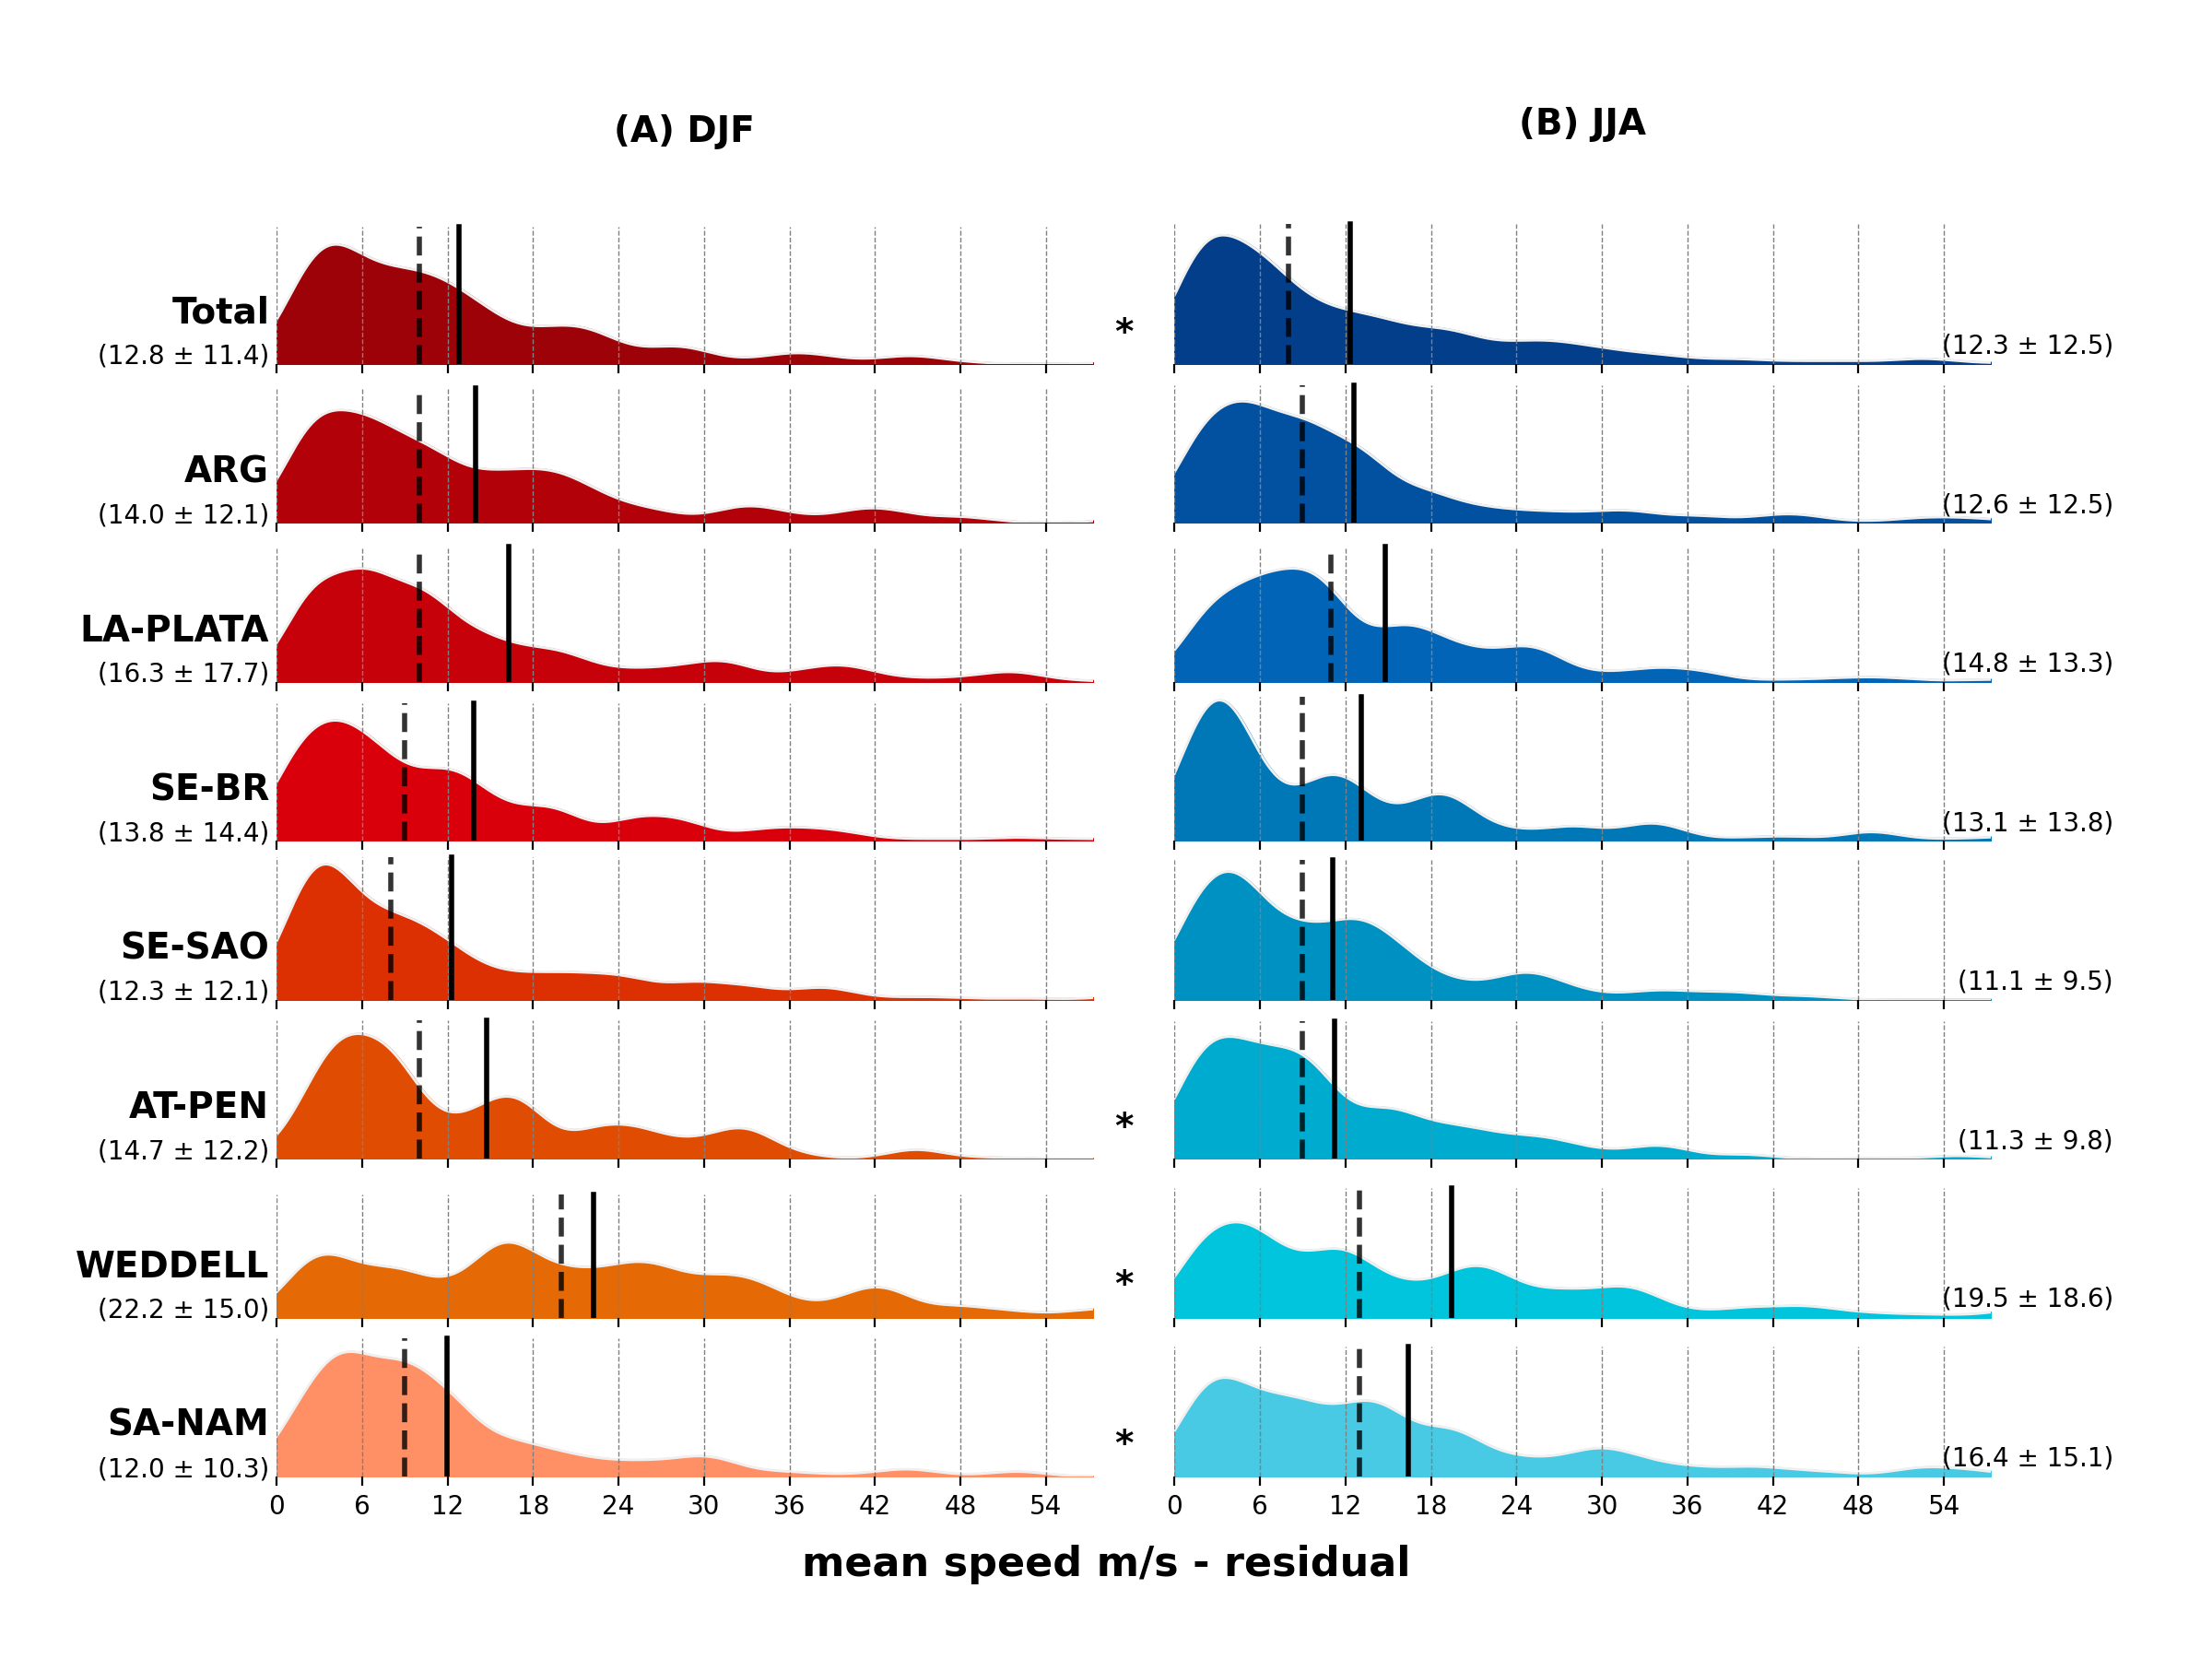 (A) DJF
(B) JJA
Total
(12.8 ± 11.4)
*
(12.3 ± 12.5)
ARG
(14.0 ± 12.1)
(12.6 ± 12.5)
LA-PLATA
(16.3 ± 17.7)
(14.8 ± 13.3)
SE-BR
(13.8 ± 14.4)
(13.1 ± 13.8)
SE-SAO
(12.3 ± 12.1)
(11.1 ± 9.5)
AT-PEN
(14.7 ± 12.2)
*
(11.3 ± 9.8)
WEDDELL
(22.2 ± 15.0)
*
(19.5 ± 18.6)
SA-NAM
(12.0 ± 10.3)
*
(16.4 ± 15.1)
0 6 12 18 24 30 36 42 48 54
0 6 12 18 24 30 36 42 48 54
mean speed m/s - residual